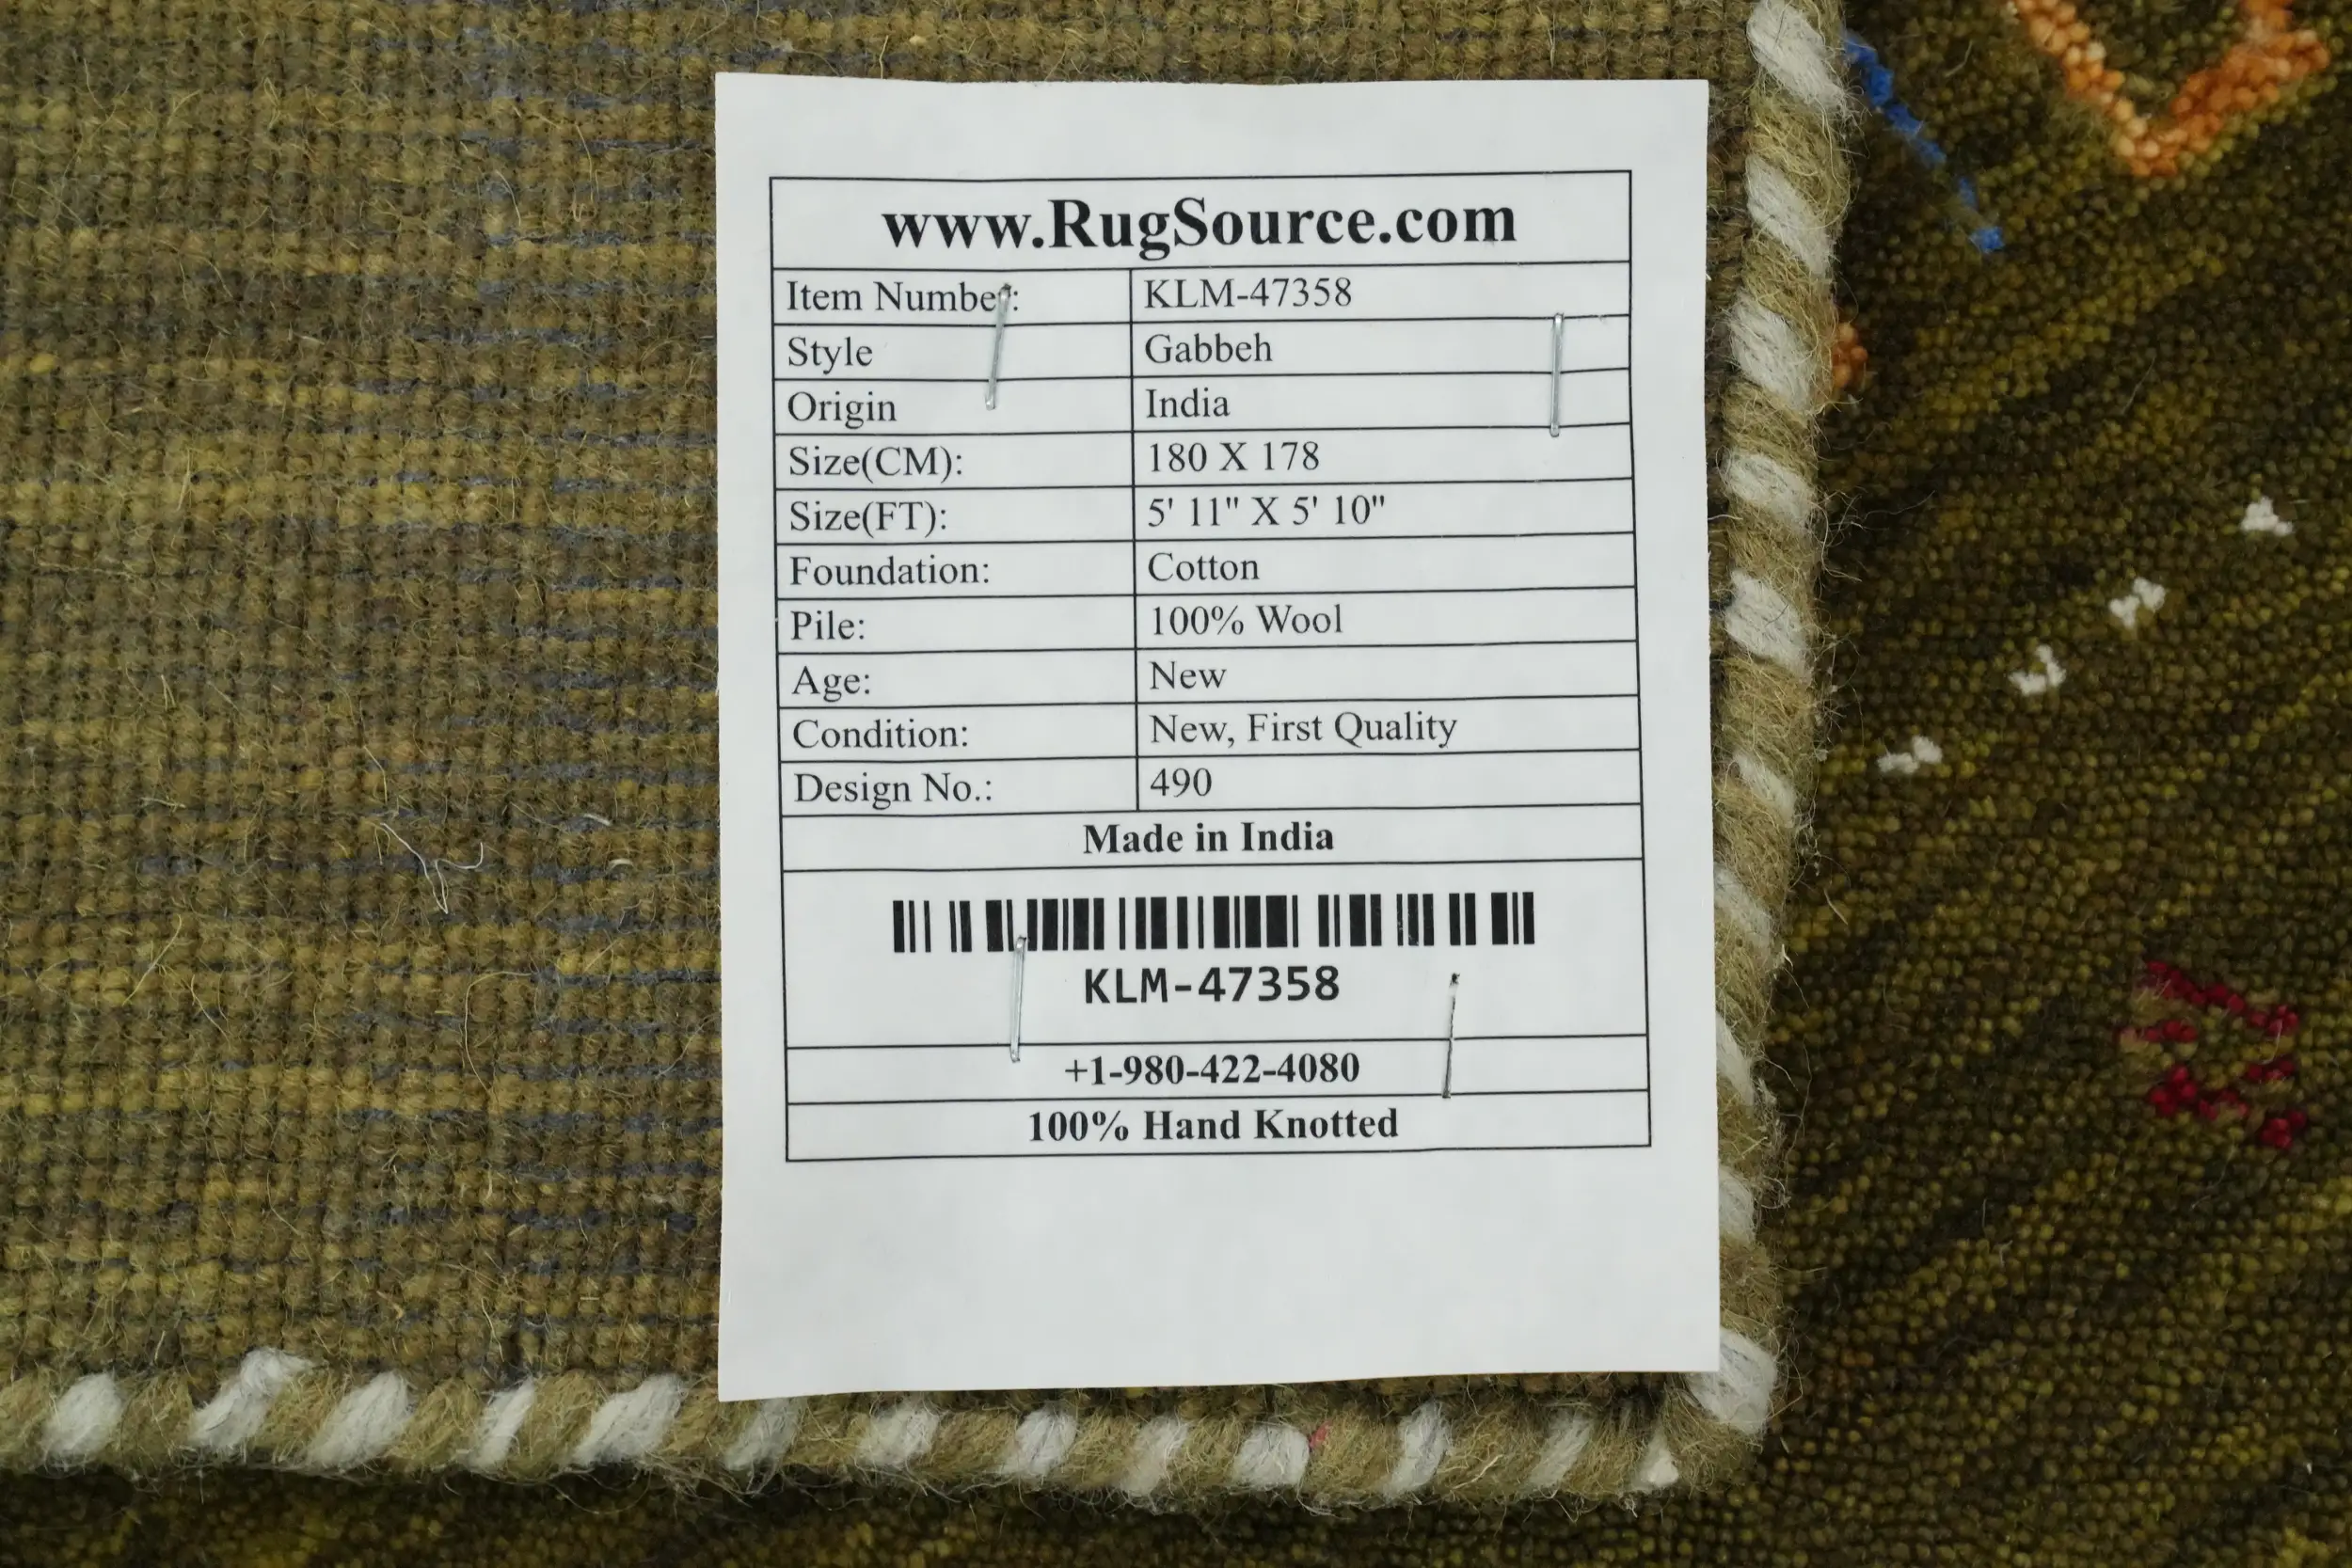 www.RugSource.com
Item Number: KLM-47358
Style Gabbeh
Origin India
Size(CM): 180 X 178
Size(FT): 5' 11" X 5' 10"
Foundation: Cotton
Pile: 100% Wool
Age: New
Condition: New, First Quality
Design No.: 490
Made in India
KLM-47358
+1-980-422-4080
100% Hand Knotted